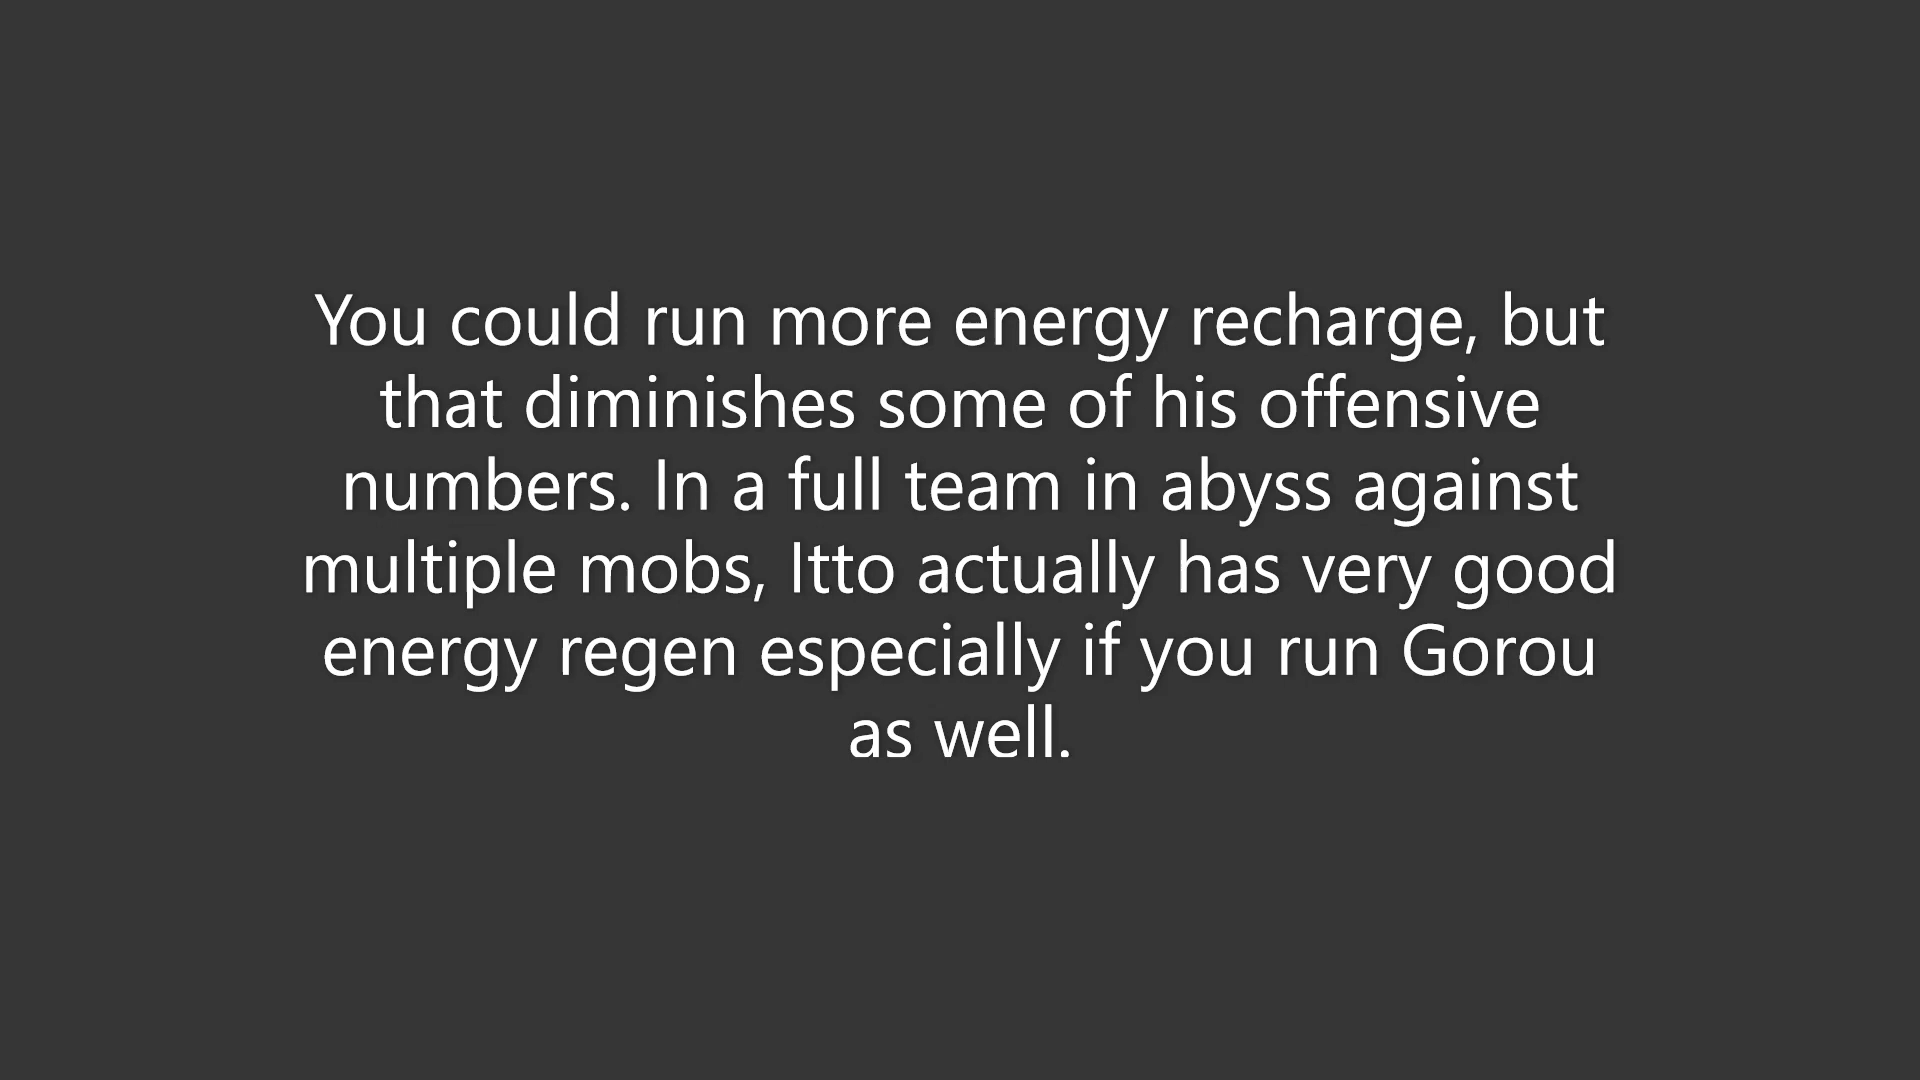 You could run more energy recharge, but
that diminishes some of his offensive
numbers. In a full team in abyss against
multiple mobs, Itto actually has very good
energy regen especially if you run Gorou
as well.